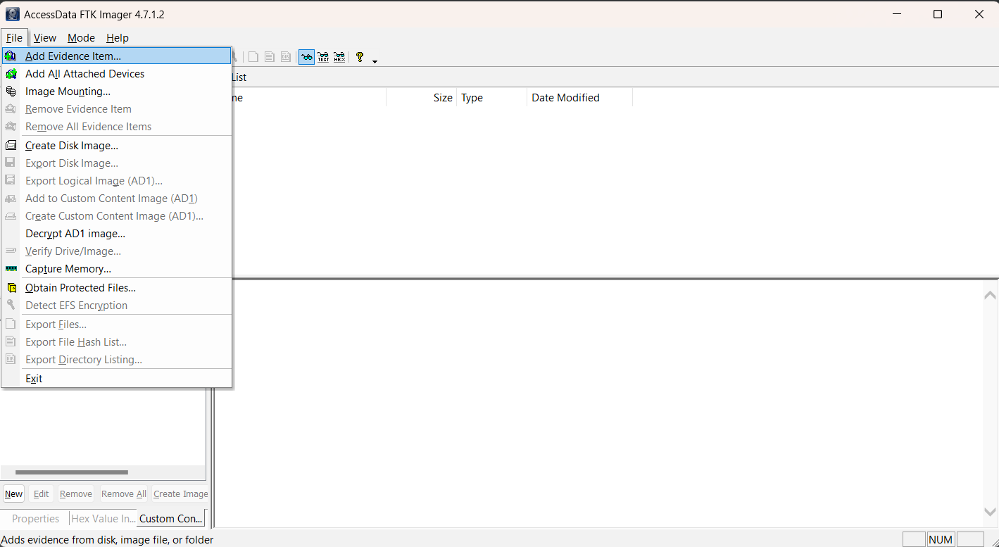 AccessData FTK Imager 4.7.1.2
File View Mode Help
Add Evidence Item...
Add All Attached Devices
Image Mounting...
Remove Evidence Item
Remove All Evidence Items
Create Disk Image...
Export Disk Image...
Export Logical Image (AD1)...
Add to Custom Content Image (AD1)
Create Custom Content Image (AD1)...
Decrypt AD1 image...
Verify Drive/Image...
Capture Memory...
Obtain Protected Files...
Detect EFS Encryption
Export Files...
Export File Hash List...
Export Directory Listing...
Exit
DIR TEXT HEX ?
List
me Size Type Date Modified
New Edit Remove Remove All Create Image
Properties Hex Value In... Custom Con...
Adds evidence from disk, image file, or folder NUM